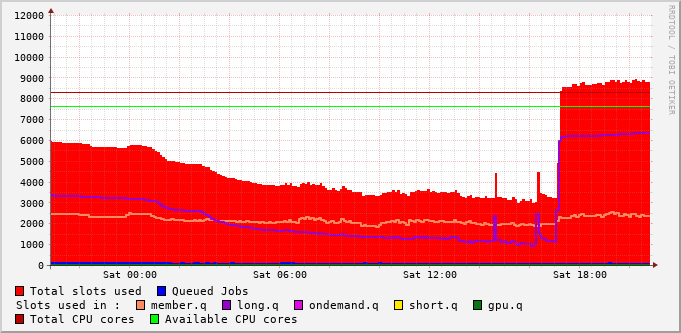 12000
11000
10000
9000
8000
7000
6000
5000
4000
3000
2000
1000
0
Sat 00:00 Sat 06:00 Sat 12:00 Sat 18:00
Total slots used Queued Jobs
Slots used in : member.q long.q ondemand.q short.q gpu.q
Total CPU cores Available CPU cores
RRDTOOL / TOBI OETIKER